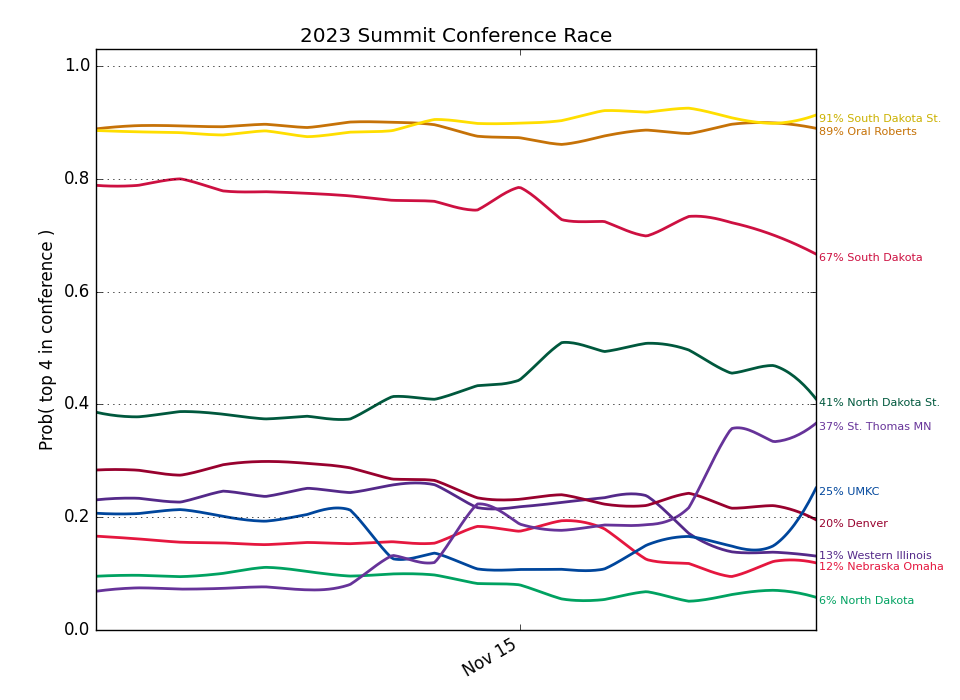 2023 Summit Conference Race
Prob( top 4 in conference )
1.0
0.8
0.6
0.4
0.2
0.0
Nov 15
91% South Dakota St.
89% Oral Roberts
67% South Dakota
41% North Dakota St.
37% St. Thomas MN
25% UMKC
20% Denver
13% Western Illinois
12% Nebraska Omaha
6% North Dakota